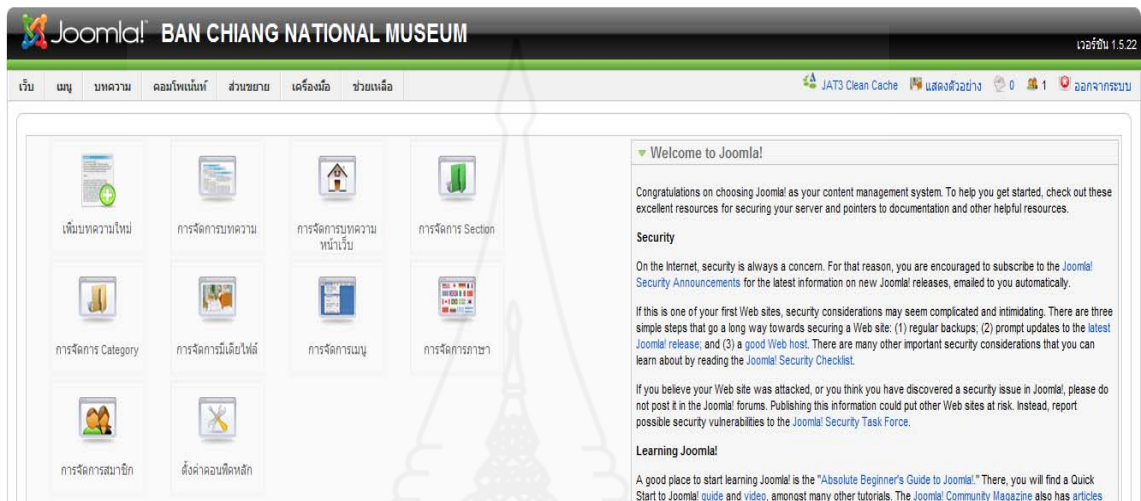 Joomla! BAN CHIANG NATIONAL MUSEUM
เวอร์ชัน 1.5.22
เว็บ เมนู บทความ คอมโพเน้นท์ ส่วนขยาย เครื่องมือ ช่วยเหลือ JAT3 Clean Cache แสดงตัวอย่าง 0 1 ออกจากระบบ
เพิ่มบทความใหม่ การจัดการบทความ การจัดการบทความ การจัดการ Section
หน้าเว็บ
การจัดการ Category การจัดการมีเดียไฟล์ การจัดการเมนู การจัดการภาษา
การจัดการสมาชิก ตั้งค่าคอนฟิคหลัก
Welcome to Joomla!
Congratulations on choosing Joomla! as your content management system. To help you get started, check out these
excellent resources for securing your server and pointers to documentation and other helpful resources.
Security
On the Internet, security is always a concern. For that reason, you are encouraged to subscribe to the Joomla!
Security Announcements for the latest information on new Joomla! releases, emailed to you automatically.
If this is one of your first Web sites, security considerations may seem complicated and intimidating. There are three
simple steps that go a long way towards securing a Web site: (1) regular backups; (2) prompt updates to the latest
Joomla! release; and (3) a good Web host. There are many other important security considerations that you can
learn about by reading the Joomla! Security Checklist.
If you believe your Web site was attacked, or you think you have discovered a security issue in Joomla!, please do
not post it in the Joomla! forums. Publishing this information could put other Web sites at risk. Instead, report
possible security vulnerabilities to the Joomla! Security Task Force.
Learning Joomla!
A good place to start learning Joomla! is the "Absolute Beginner's Guide to Joomla!." There, you will find a Quick
Start to Joomla! guide and video, amongst many other tutorials. The Joomla! Community Magazine also has articles